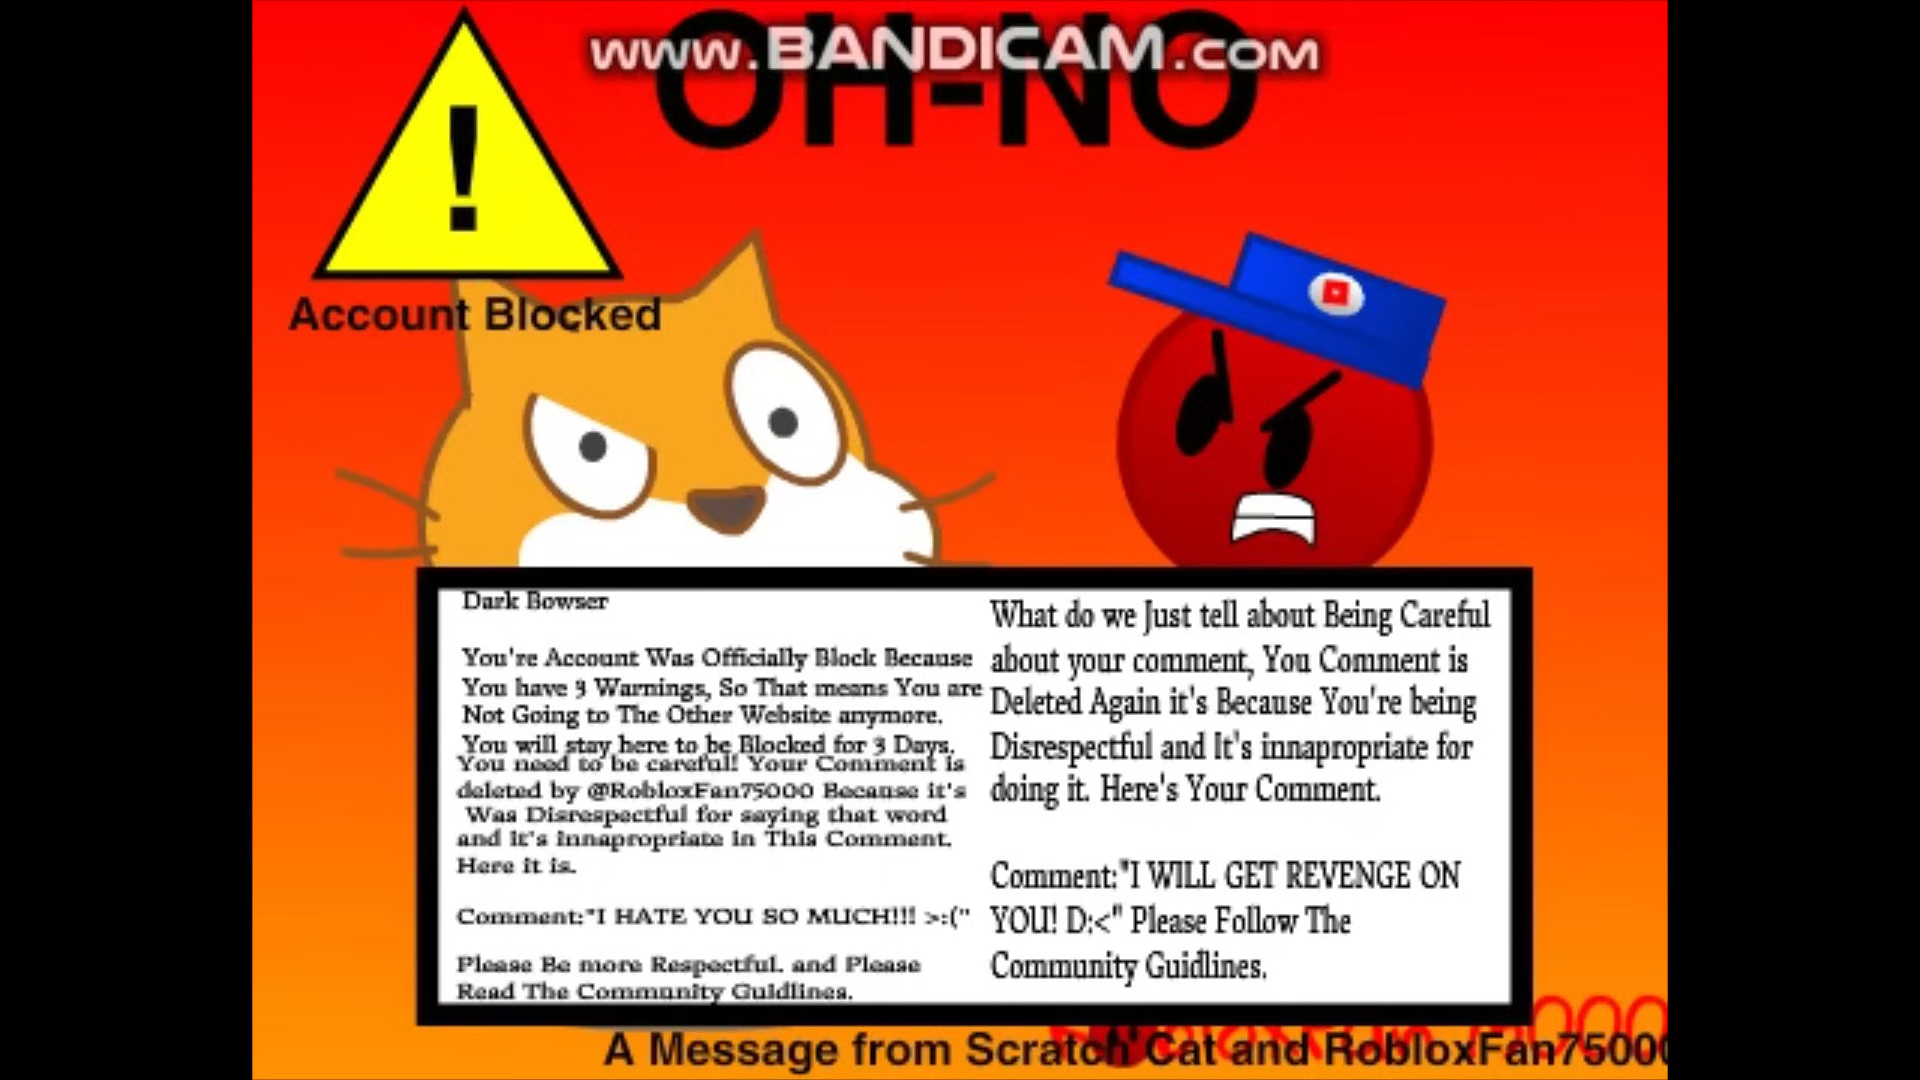 www.BANDICAM.com
OH-NO
!
Account Blocked
Dark Bowser
You're Account Was Officially Block Because
You have 3 Warnings, So That means You are
Not Going to The Other Website anymore.
You will stay here to be Blocked for 3 Days.
You need to be careful! Your Comment is
deleted by @RobloxFan75000 Because it's
Was Disrespectful for saying that word
and it's innapropriate in This Comment.
Here it is.
Comment:"I HATE YOU SO MUCH!!! >:("
Please Be more Respectful. and Please
Read The Community Guidlines.
What do we Just tell about Being Careful
about your comment, You Comment is
Deleted Again it's Because You're being
Disrespectful and It's innapropriate for
doing it. Here's Your Comment.
Comment:"I WILL GET REVENGE ON
YOU! D:<" Please Follow The
Community Guidlines.
A Message from Scratch Cat and RobloxFan75000